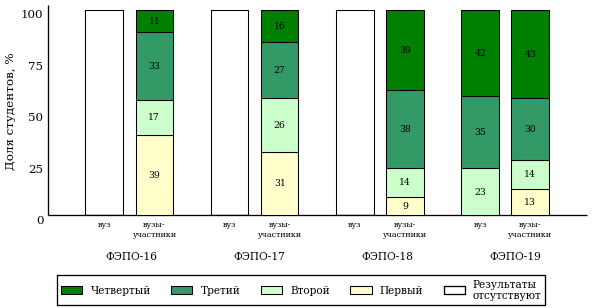 Доля студентов, %
100
75
50
25
0
11
33
17
39
16
27
26
31
39
38
14
9
42
35
23
43
30
14
13
вуз
вузы-
участники
вуз
вузы-
участники
вуз
вузы-
участники
вуз
вузы-
участники
ФЭПО-16
ФЭПО-17
ФЭПО-18
ФЭПО-19
Четвертый
Третий
Второй
Первый
Результаты
отсутствуют